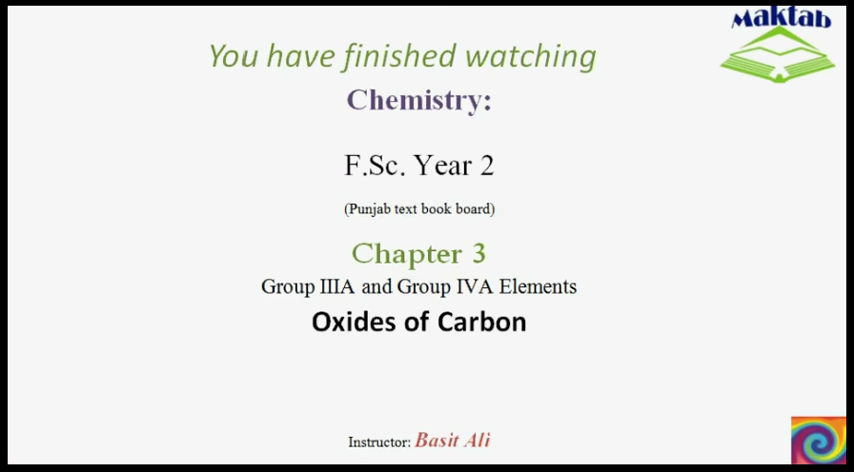 Maktab
You have finished watching
Chemistry:
F.Sc. Year 2
(Punjab text book board)
Chapter 3
Group IIIA and Group IVA Elements
Oxides of Carbon
Instructor: Basit Ali